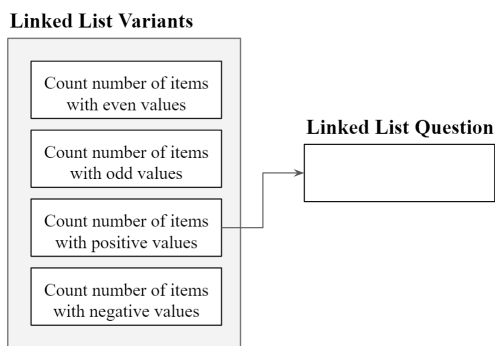 Linked List Variants
Count number of items
with even values
Count number of items
with odd values
Count number of items
with positive values
Count number of items
with negative values
Linked List Question